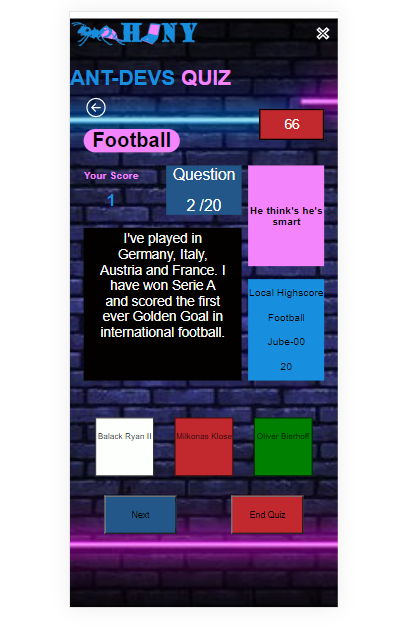 ANT-DEVS QUIZ
66
Football
Your Score
1
Question
2 /20
He think's he's
smart
I've played in
Germany, Italy,
Austria and France. I
have won Serie A
and scored the first
ever Golden Goal in
international football.
Local Highscore
Football
Jube-00
20
Balack Ryan II
Milkonas Klose
Oliver Bierhoff
Next
End Quiz